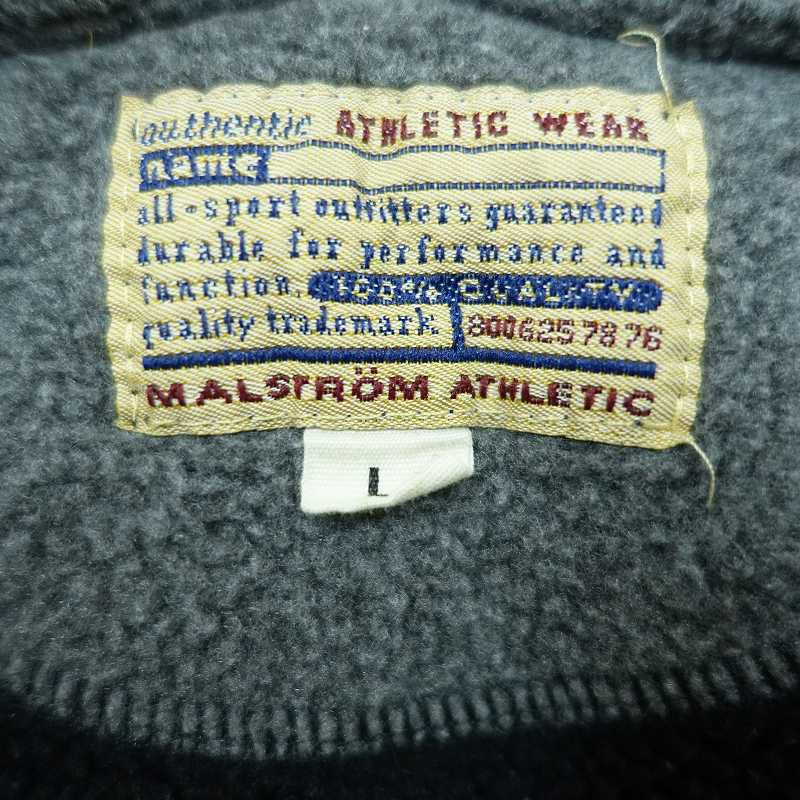 authentic ATHLETIC WEAR
name
all-sport outfitters guaranteed
durable for performance and
function. 100% QUALITY
quality trademark 800625 78 76
MALSTRÖM ATHLETIC
L